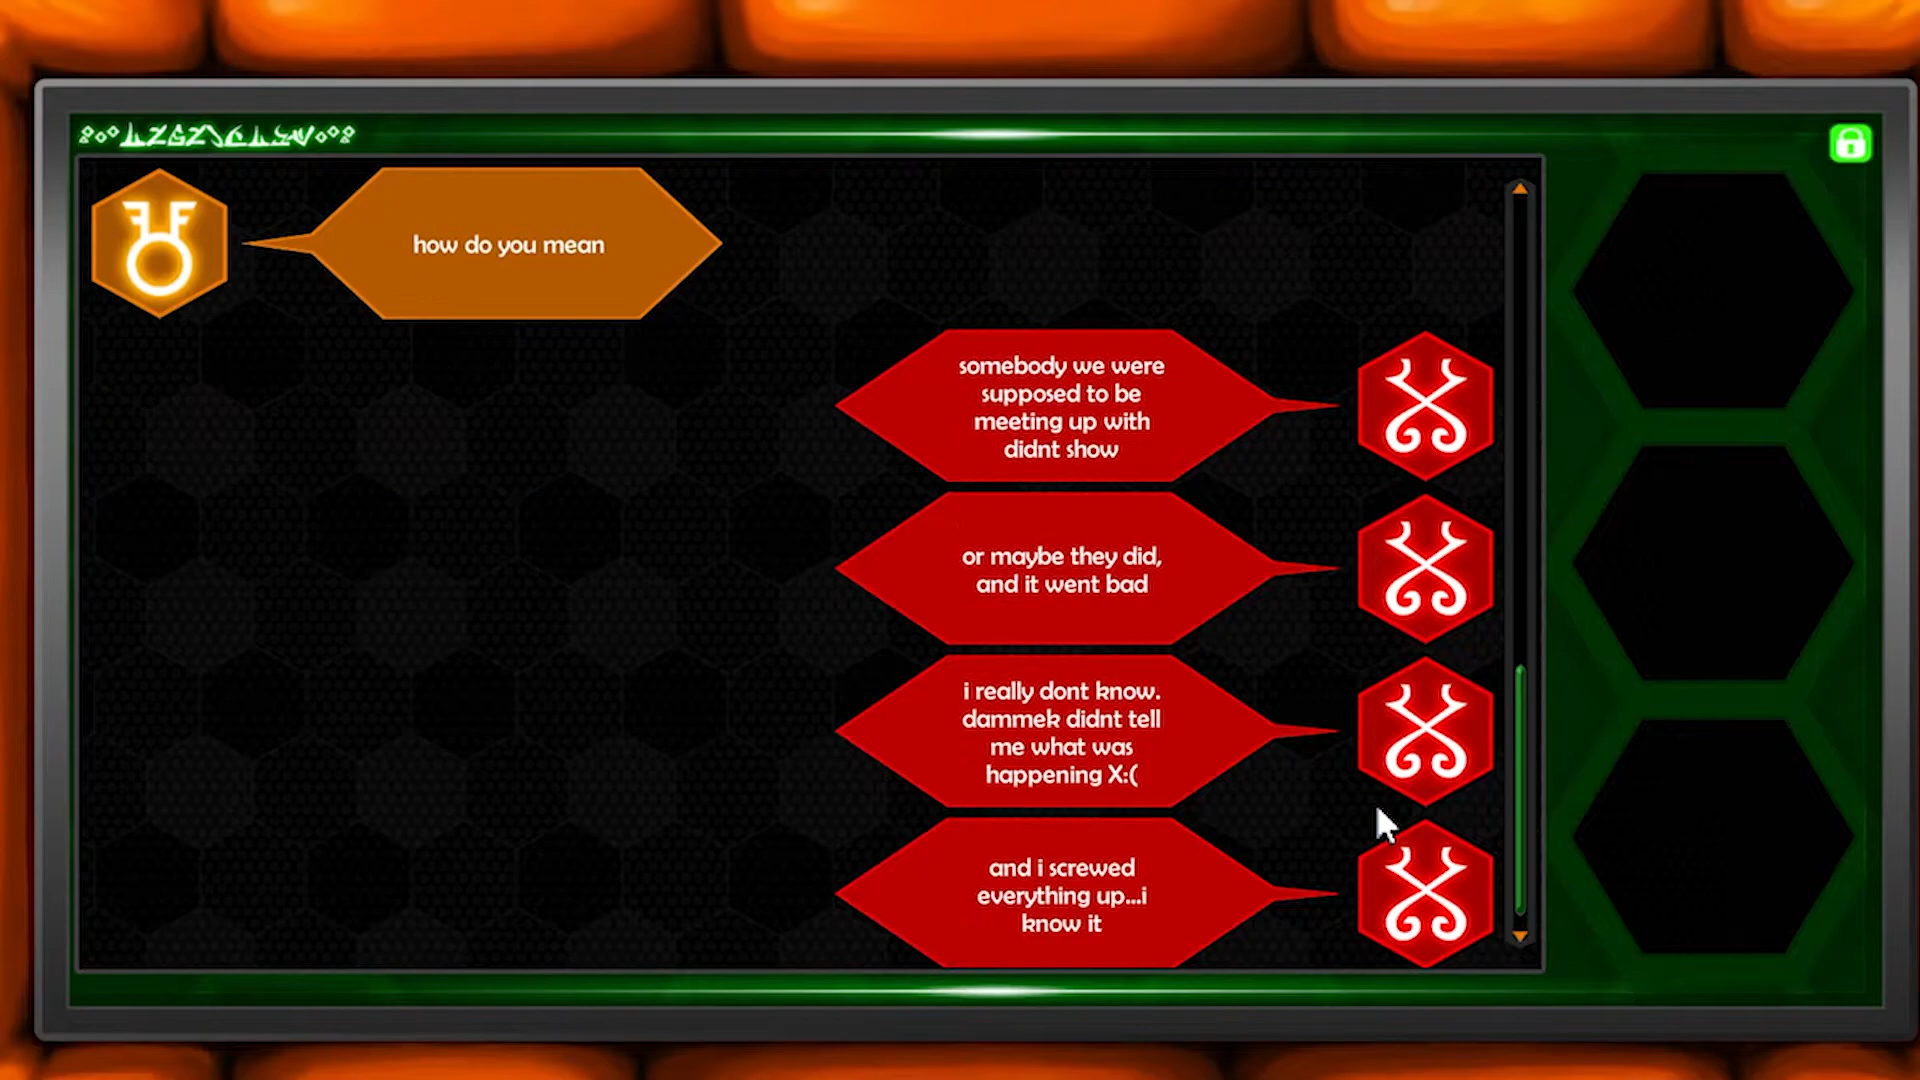 how do you mean
somebody we were
supposed to be
meeting up with
didnt show
or maybe they did,
and it went bad
i really dont know.
dammek didnt tell
me what was
happening X:(
and i screwed
everything up...i
know it